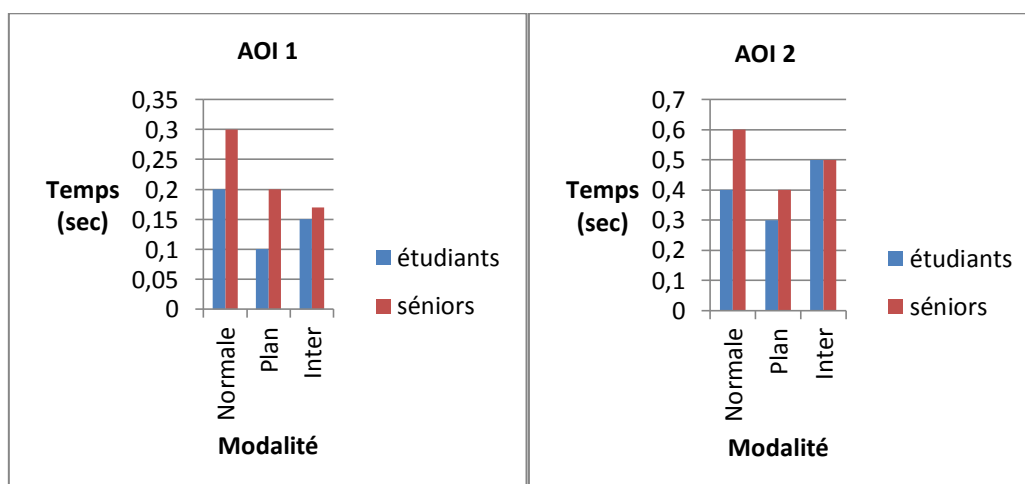 AOI 1
0,35
0,3
0,25
0,2
0,15
0,1
0,05
0
Temps
(sec)
Normale
Plan
Inter
Modalité
étudiants
séniors
AOI 2
0,7
0,6
0,5
0,4
0,3
0,2
0,1
0
Temps
(sec)
Normale
Plan
Inter
Modalité
étudiants
séniors